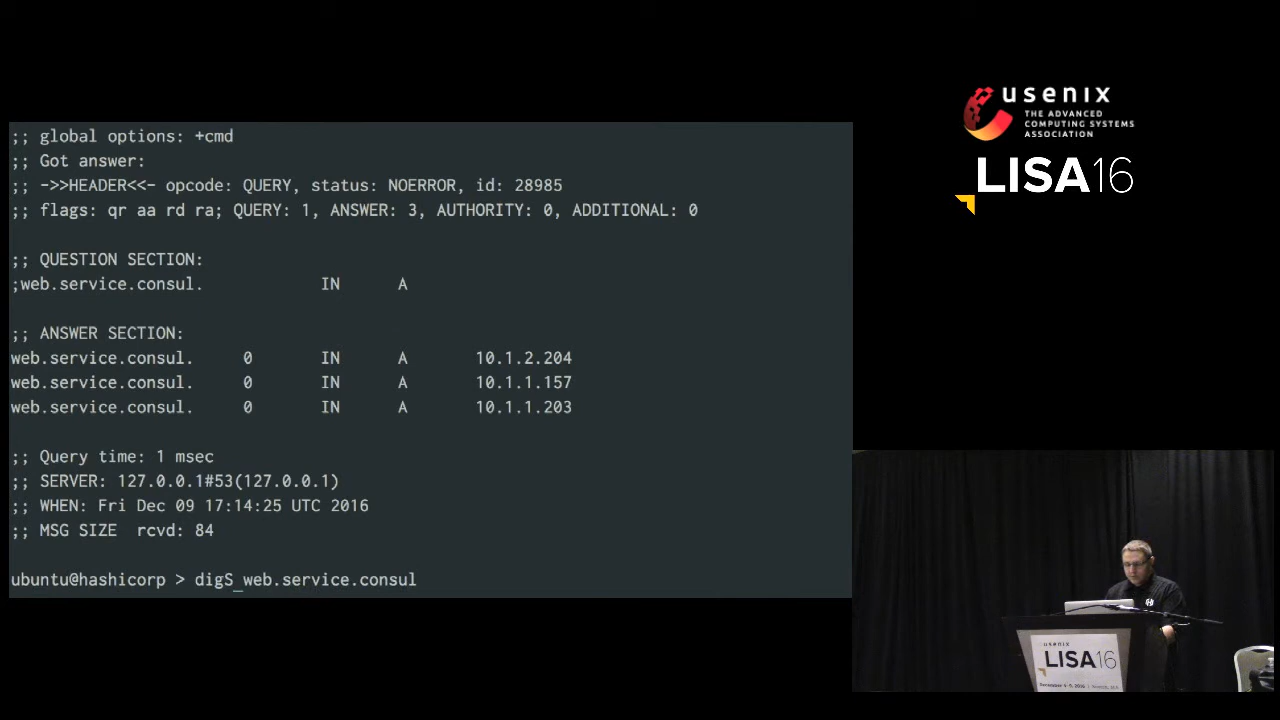 ;; global options: +cmd
;; Got answer:
;; ->>HEADER<<- opcode: QUERY, status: NOERROR, id: 28985
;; flags: qr aa rd ra; QUERY: 1, ANSWER: 3, AUTHORITY: 0, ADDITIONAL: 0
;; QUESTION SECTION:
;web.service.consul. IN A
;; ANSWER SECTION:
web.service.consul. 0 IN A 10.1.2.204
web.service.consul. 0 IN A 10.1.1.157
web.service.consul. 0 IN A 10.1.1.203
;; Query time: 1 msec
;; SERVER: 127.0.0.1#53(127.0.0.1)
;; WHEN: Fri Dec 09 17:14:25 UTC 2016
;; MSG SIZE rcvd: 84
ubuntu@hashicorp > digS_web.service.consul
usenix
THE ADVANCED
COMPUTING SYSTEMS
ASSOCIATION
LISA16
usenix
LISA16